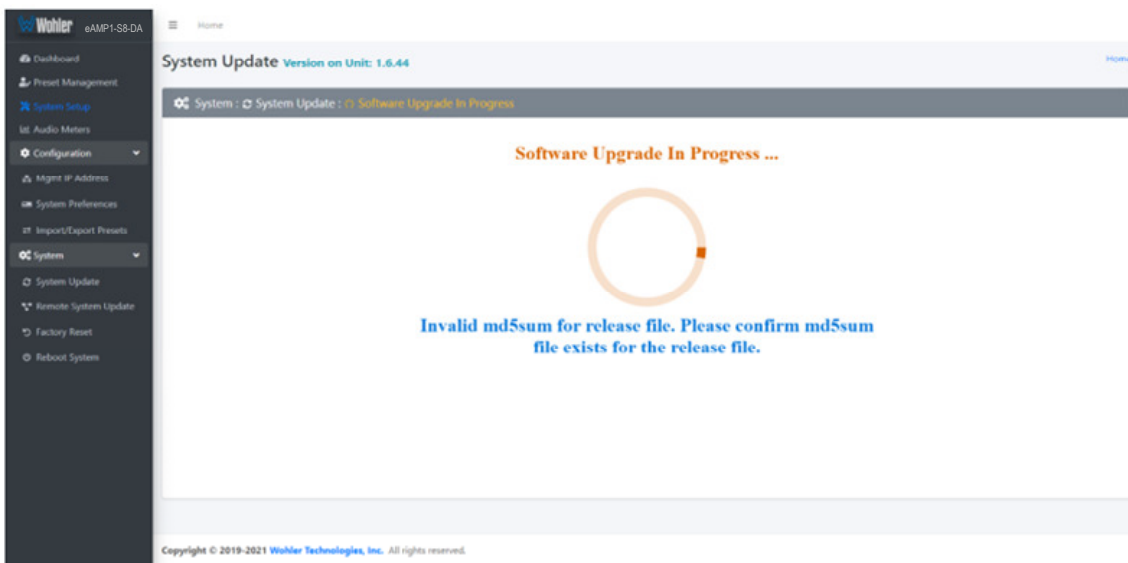 Wohler eAMP1-S8-DA
Home
Dashboard
Preset Management
System Setup
Audio Meters
Configuration
Mgmt IP Address
System Preferences
Import/Export Presets
System
System Update
Remote System Update
Factory Reset
Reboot System
System Update Version on Unit: 1.6.44
Home
System : System Update : Software Upgrade In Progress
Software Upgrade In Progress ...
Invalid md5sum for release file. Please confirm md5sum
file exists for the release file.
Copyright © 2019-2021 Wohler Technologies, Inc. All rights reserved.